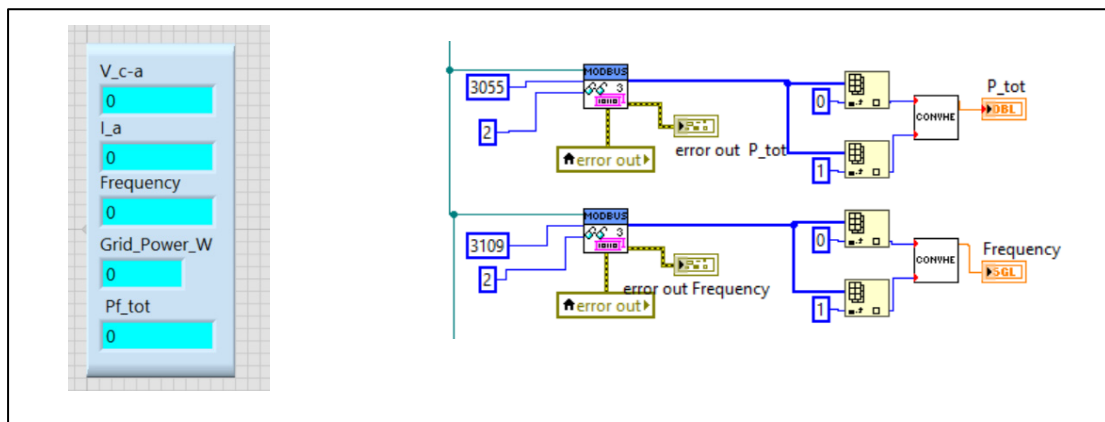 V_c-a
0
I_a
0
Frequency
0
Grid_Power_W
0
Pf_tot
0
MODBUS
3055
3
2
error out P_tot
error out
0
1
CONVHE
P_tot
DBL
MODBUS
3109
3
2
error out Frequency
error out
0
1
CONVHE
Frequency
SGL